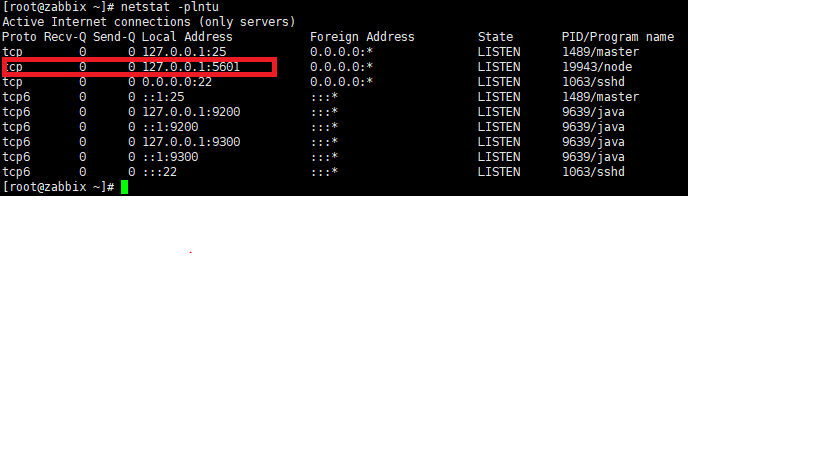 [root@zabbix ~]# netstat -plntu
Active Internet connections (only servers)
Proto Recv-Q Send-Q Local Address           Foreign Address         State       PID/Program name
tcp        0      0 127.0.0.1:25            0.0.0.0:*               LISTEN      1489/master
tcp        0      0 127.0.0.1:5601          0.0.0.0:*               LISTEN      19943/node
tcp        0      0 0.0.0.0:22              0.0.0.0:*               LISTEN      1063/sshd
tcp6       0      0 ::1:25                  :::*                    LISTEN      1489/master
tcp6       0      0 127.0.0.1:9200          :::*                    LISTEN      9639/java
tcp6       0      0 ::1:9200                :::*                    LISTEN      9639/java
tcp6       0      0 127.0.0.1:9300          :::*                    LISTEN      9639/java
tcp6       0      0 ::1:9300                :::*                    LISTEN      9639/java
tcp6       0      0 :::22                   :::*                    LISTEN      1063/sshd
[root@zabbix ~]#